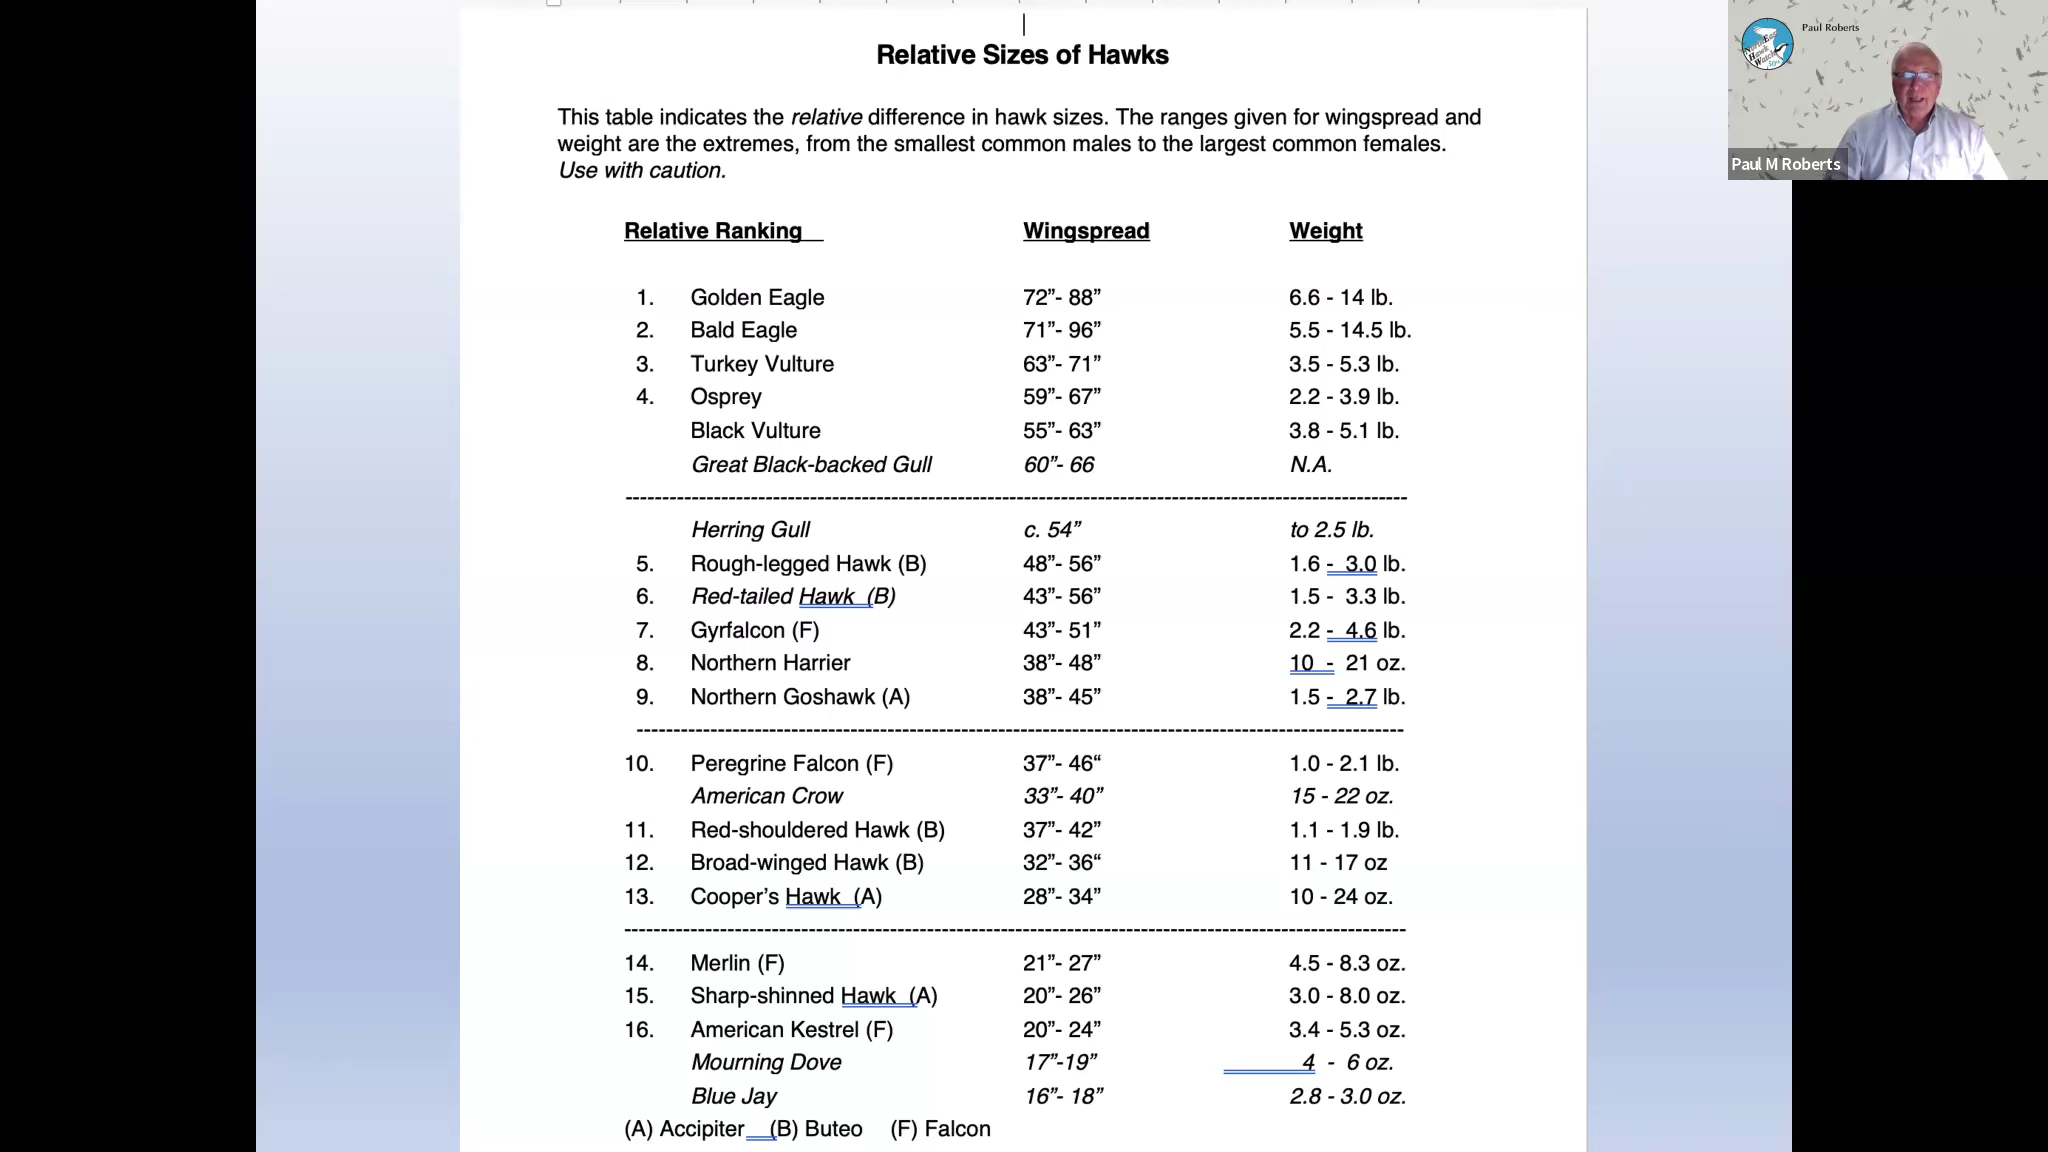 Relative Sizes of Hawks
This table indicates the relative difference in hawk sizes. The ranges given for wingspread and
weight are the extremes, from the smallest common males to the largest common females.
Use with caution.
Relative Ranking Wingspread Weight
1. Golden Eagle 72”- 88” 6.6 - 14 lb.
2. Bald Eagle 71”- 96” 5.5 - 14.5 lb.
3. Turkey Vulture 63”- 71” 3.5 - 5.3 lb.
4. Osprey 59”- 67” 2.2 - 3.9 lb.
Black Vulture 55”- 63” 3.8 - 5.1 lb.
Great Black-backed Gull 60”- 66 N.A.
Herring Gull c. 54” to 2.5 lb.
5. Rough-legged Hawk (B) 48”- 56” 1.6 - 3.0 lb.
6. Red-tailed Hawk (B) 43”- 56” 1.5 - 3.3 lb.
7. Gyrfalcon (F) 43”- 51” 2.2 - 4.6 lb.
8. Northern Harrier 38”- 48” 10 - 21 oz.
9. Northern Goshawk (A) 38”- 45” 1.5 - 2.7 lb.
10. Peregrine Falcon (F) 37”- 46“ 1.0 - 2.1 lb.
American Crow 33”- 40” 15 - 22 oz.
11. Red-shouldered Hawk (B) 37”- 42” 1.1 - 1.9 lb.
12. Broad-winged Hawk (B) 32”- 36“ 11 - 17 oz
13. Cooper’s Hawk (A) 28”- 34” 10 - 24 oz.
14. Merlin (F) 21”- 27” 4.5 - 8.3 oz.
15. Sharp-shinned Hawk (A) 20”- 26” 3.0 - 8.0 oz.
16. American Kestrel (F) 20”- 24” 3.4 - 5.3 oz.
Mourning Dove 17”-19” 4 - 6 oz.
Blue Jay 16”- 18” 2.8 - 3.0 oz.
(A) Accipiter (B) Buteo (F) Falcon
Paul Roberts
Paul M Roberts